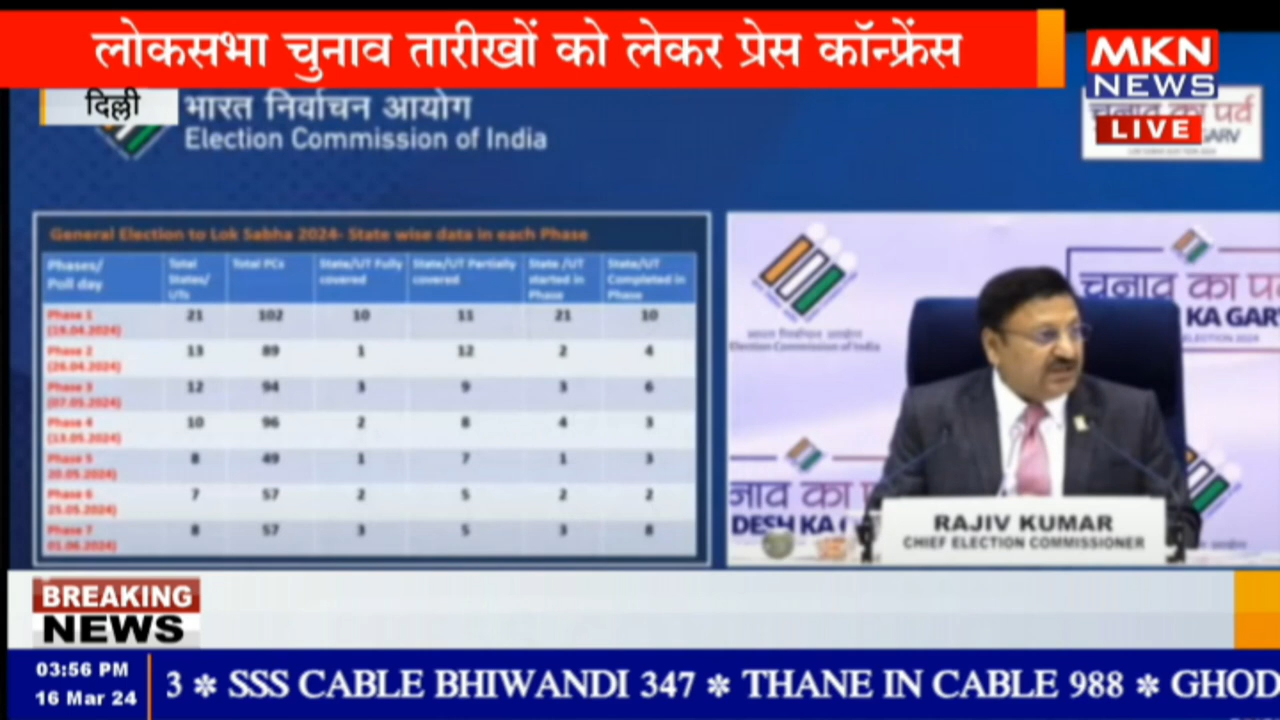 लोकसभा चुनाव तारीखों को लेकर प्रेस कॉन्फ्रेंस
MKN
NEWS
LIVE
दिल्ली
भारत निर्वाचन आयोग
Election Commission of India
चुनाव का पर्व
GARV
General Election to Lok Sabha 2024- State wise data in each Phase
Phases/ Poll day Total States/ UTs Total PCs State/UT Fully covered State/UT Partially covered State /UT started in Phase State/UT Completed in Phase
Phase 1 (19.04.2024) 21 102 10 11 21 10
Phase 2 (26.04.2024) 13 89 1 12 2 4
Phase 3 (07.05.2024) 12 94 3 9 3 6
Phase 4 (13.05.2024) 10 96 2 8 4 3
Phase 5 20.05.2024) 8 49 1 7 1 3
Phase 6 25.05.2024) 7 57 2 5 2 2
Phase 7 01.06.2024) 8 57 3 5 3 8
भारत निर्वाचन आयोग
Election Commission of India
चुनाव का पर्व
KA GARV
ELECTION 2024
नाव का
DESH KA
RAJIV KUMAR
CHIEF ELECTION COMMISSIONER
BREAKING
NEWS
03:56 PM
16 Mar 24
3 * SSS CABLE BHIWANDI 347 * THANE IN CABLE 988 * GHOD